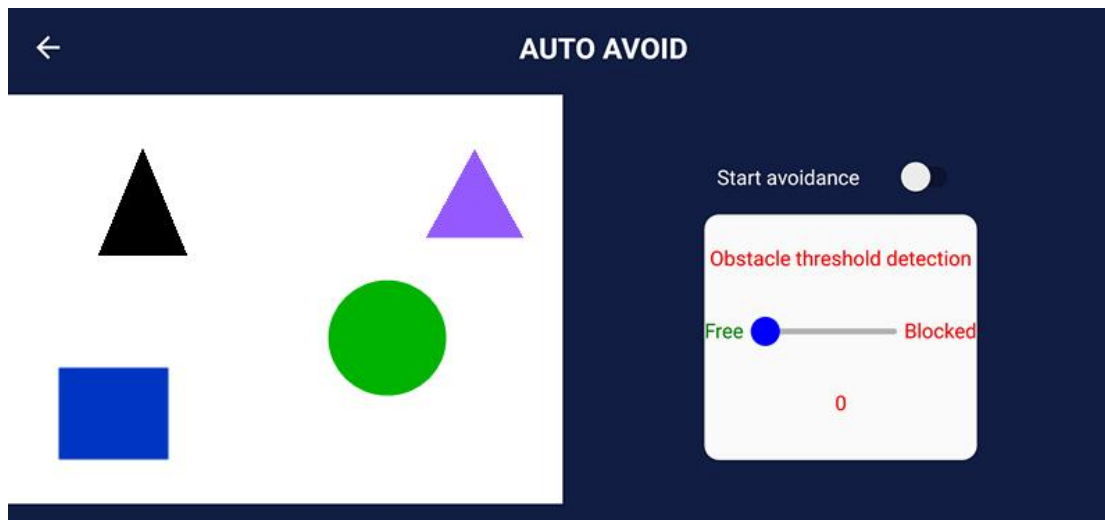 AUTO AVOID
Start avoidance
Obstacle threshold detection
Free Blocked
0